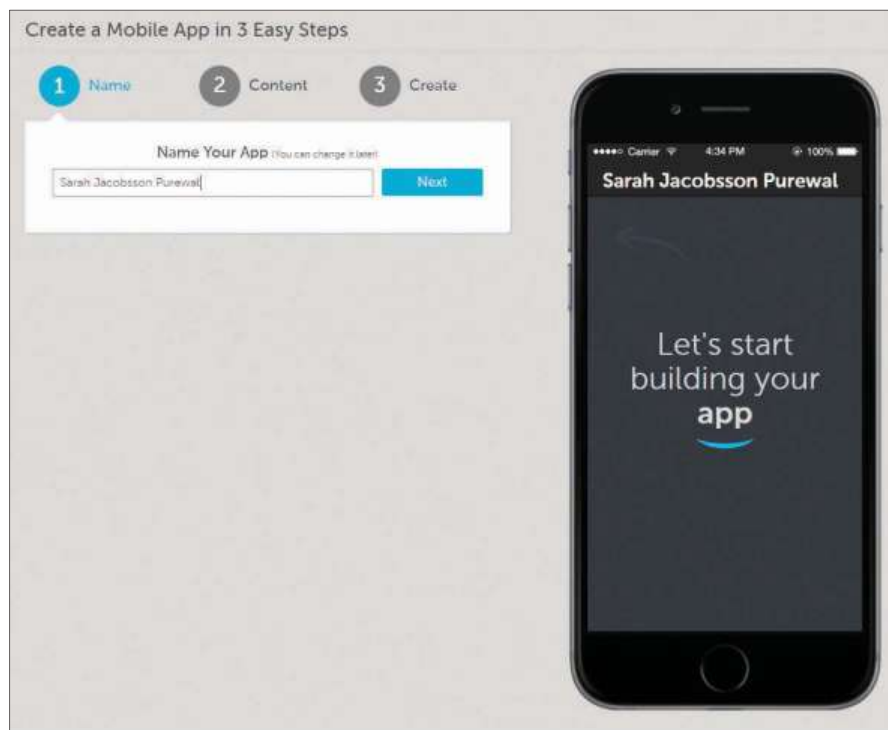 Create a Mobile App in 3 Easy Steps
1 Name 2 Content 3 Create
Name Your App (You can change it later)
Sarah Jacobsson Purewal Next
Carrier 4:34 PM 100%
Sarah Jacobsson Purewal
Let's start
building your
app